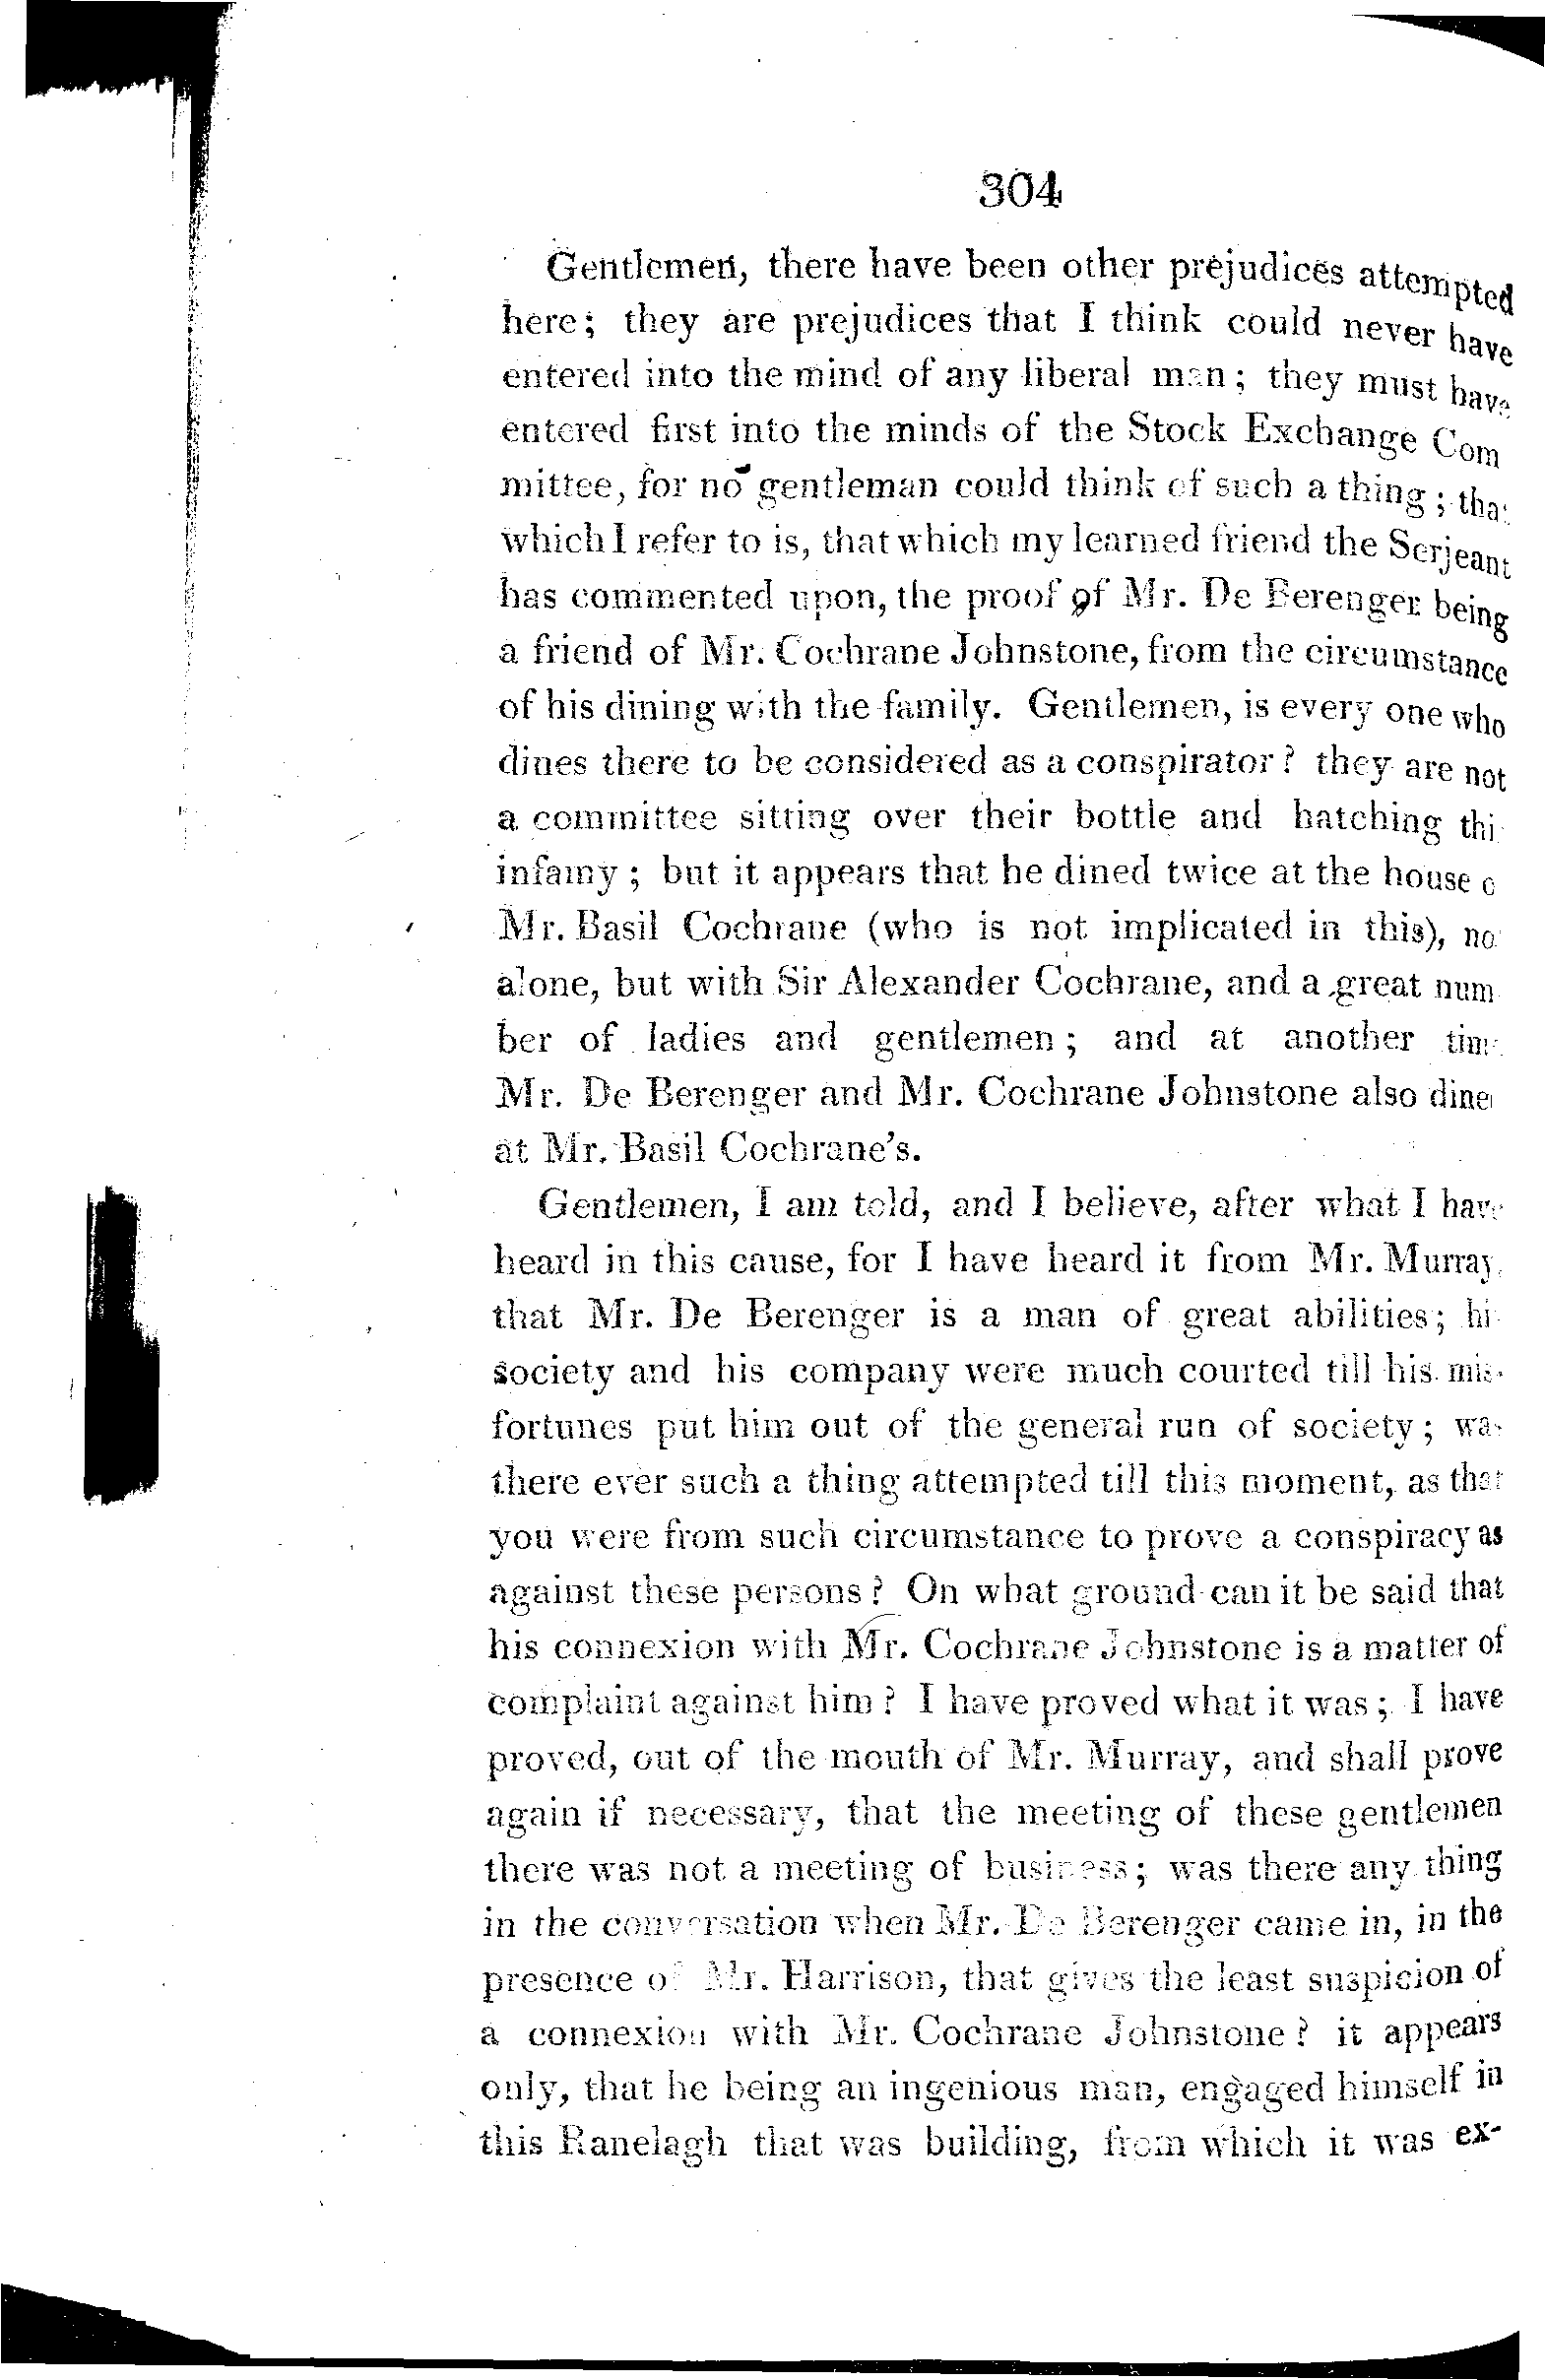 304
Gentlemen, there have been other prejudices attempted
here; they are prejudices that I think could never have
entered into the mind of any liberal man; they must have
entered first into the minds of the Stock Exchange Com
mittee, for no gentleman could think of such a thing; that
which I refer to is, that which my learned friend the Serjeant
has commented upon, the proof of Mr. De Berenger being
a friend of Mr. Cochrane Johnstone, from the circumstance
of his dining with the family. Gentlemen, is every one who
dines there to be considered as a conspirator? they are not
a committee sitting over their bottle and hatching thi
infamy; but it appears that he dined twice at the house o
Mr. Basil Cochrane (who is not implicated in this), no
alone, but with Sir Alexander Cochrane, and a great num
ber of ladies and gentlemen; and at another tim
Mr. De Berenger and Mr. Cochrane Johnstone also dine
at Mr. Basil Cochrane's.
Gentlemen, I am told, and I believe, after what I have
heard in this cause, for I have heard it from Mr. Murray,
that Mr. De Berenger is a man of great abilities; hi
society and his company were much courted till his mis-
fortunes put him out of the general run of society; was
there ever such a thing attempted till this moment, as that
you were from such circumstance to prove a conspiracy as
against these persons? On what ground can it be said that
his connexion with Mr. Cochrane Johnstone is a matter of
complaint against him? I have proved what it was; I have
proved, out of the mouth of Mr. Murray, and shall prove
again if necessary, that the meeting of these gentlemen
there was not a meeting of business; was there any thing
in the conversation when Mr. De Berenger came in, in the
presence of Mr. Harrison, that gives the least suspicion of
a connexion with Mr. Cochrane Johnstone? it appears
only, that he being an ingenious man, engaged himself in
this Ranelagh that was building, from which it was ex-